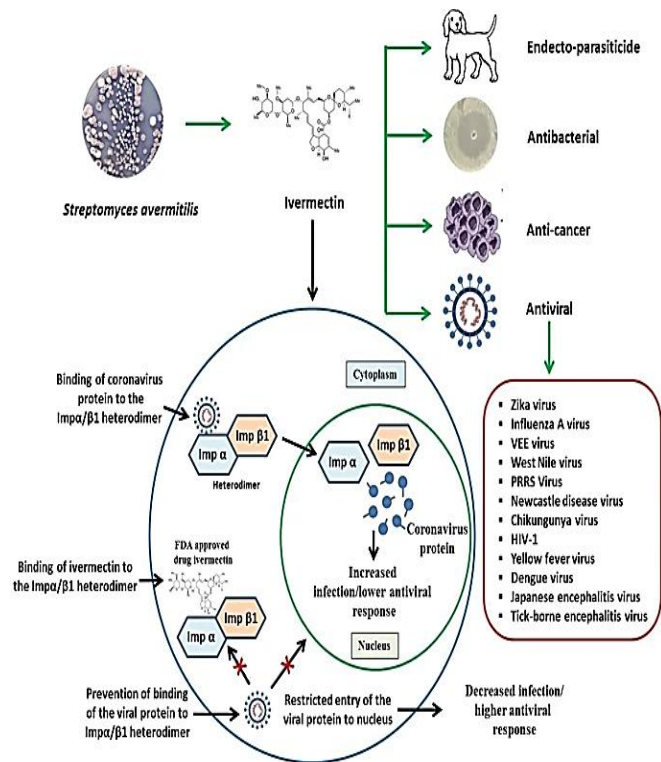 Endecto-parasiticide
Antibacterial
Streptomyces avermitilis
Ivermectin
Anti-cancer
Antiviral
Cytoplasm
Binding of coronavirus
protein to the
Impα/β1 heterodimer
Imp α
Imp β1
Heterodimer
Imp α
Imp β1
Coronavirus
protein
Increased
infection/lower antiviral
response
Nucleus
FDA approved
drug ivermectin
Binding of ivermectin to
the Impα/β1 heterodimer
Imp α
Imp β1
Prevention of binding
of the viral protein to
Impα/β1 heterodimer
Restricted entry of the
viral protein to nucleus
Decreased infection/
higher antiviral
response
▪ Zika virus
▪ Influenza A virus
▪ VEE virus
▪ West Nile virus
▪ PRRS Virus
▪ Newcastle disease virus
▪ Chikungunya virus
▪ HIV-1
▪ Yellow fever virus
▪ Dengue virus
▪ Japanese encephalitis virus
▪ Tick-borne encephalitis virus